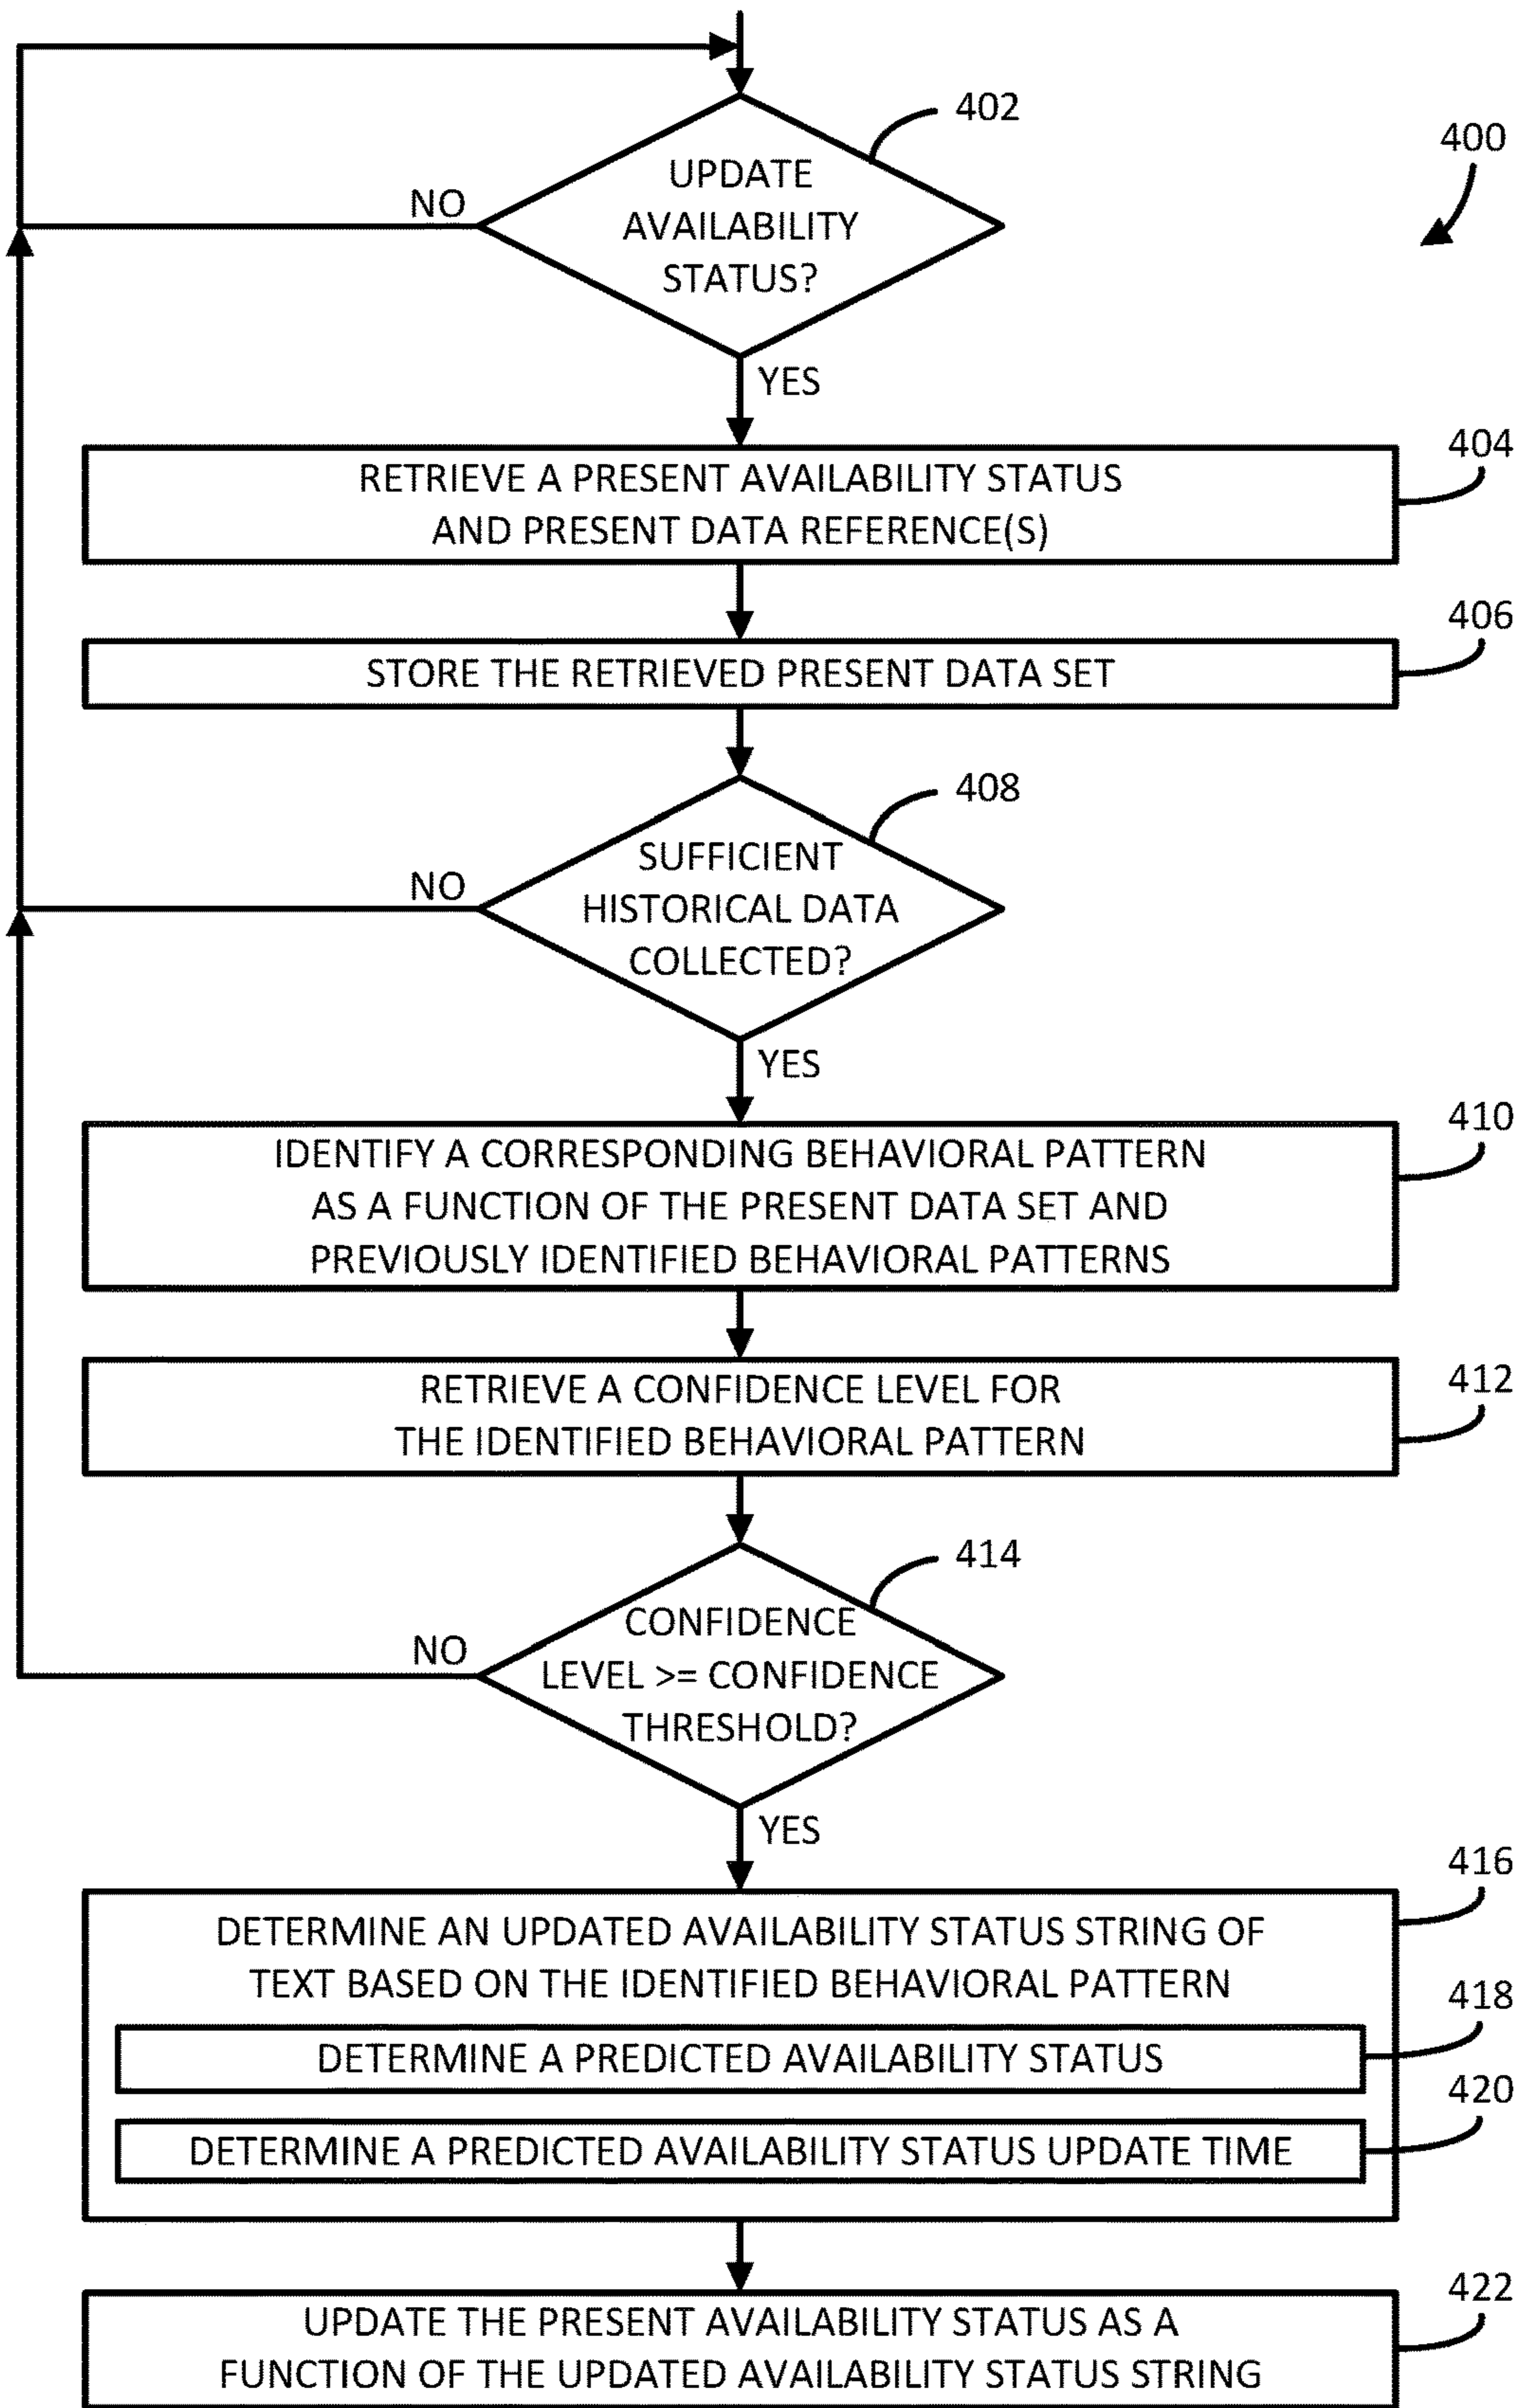 402
400
UPDATE
AVAILABILITY
STATUS?
NO
YES
404
RETRIEVE A PRESENT AVAILABILITY STATUS
AND PRESENT DATA REFERENCE(S)
406
STORE THE RETRIEVED PRESENT DATA SET
408
SUFFICIENT
HISTORICAL DATA
COLLECTED?
NO
YES
410
IDENTIFY A CORRESPONDING BEHAVIORAL PATTERN
AS A FUNCTION OF THE PRESENT DATA SET AND
PREVIOUSLY IDENTIFIED BEHAVIORAL PATTERNS
412
RETRIEVE A CONFIDENCE LEVEL FOR
THE IDENTIFIED BEHAVIORAL PATTERN
414
CONFIDENCE
LEVEL >= CONFIDENCE
THRESHOLD?
NO
YES
416
DETERMINE AN UPDATED AVAILABILITY STATUS STRING OF
TEXT BASED ON THE IDENTIFIED BEHAVIORAL PATTERN
418
DETERMINE A PREDICTED AVAILABILITY STATUS
420
DETERMINE A PREDICTED AVAILABILITY STATUS UPDATE TIME
422
UPDATE THE PRESENT AVAILABILITY STATUS AS A
FUNCTION OF THE UPDATED AVAILABILITY STATUS STRING